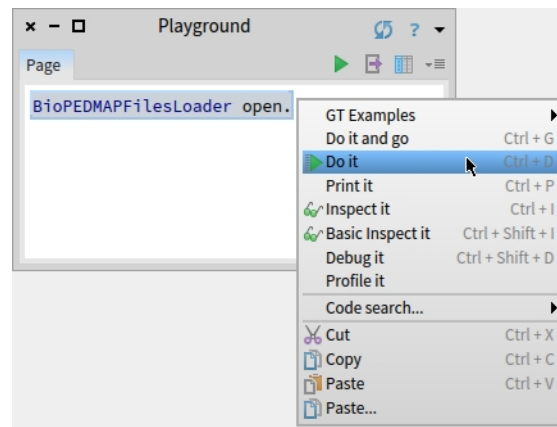 Playground
?
Page
BioPEDMAPFilesLoader open.
GT Examples
Do it and go Ctrl + G
Do it Ctrl + D
Print it Ctrl + P
Inspect it Ctrl + I
Basic Inspect it Ctrl + Shift + I
Debug it Ctrl + Shift + D
Profile it
Code search...
Cut Ctrl + X
Copy Ctrl + C
Paste Ctrl + V
Paste...